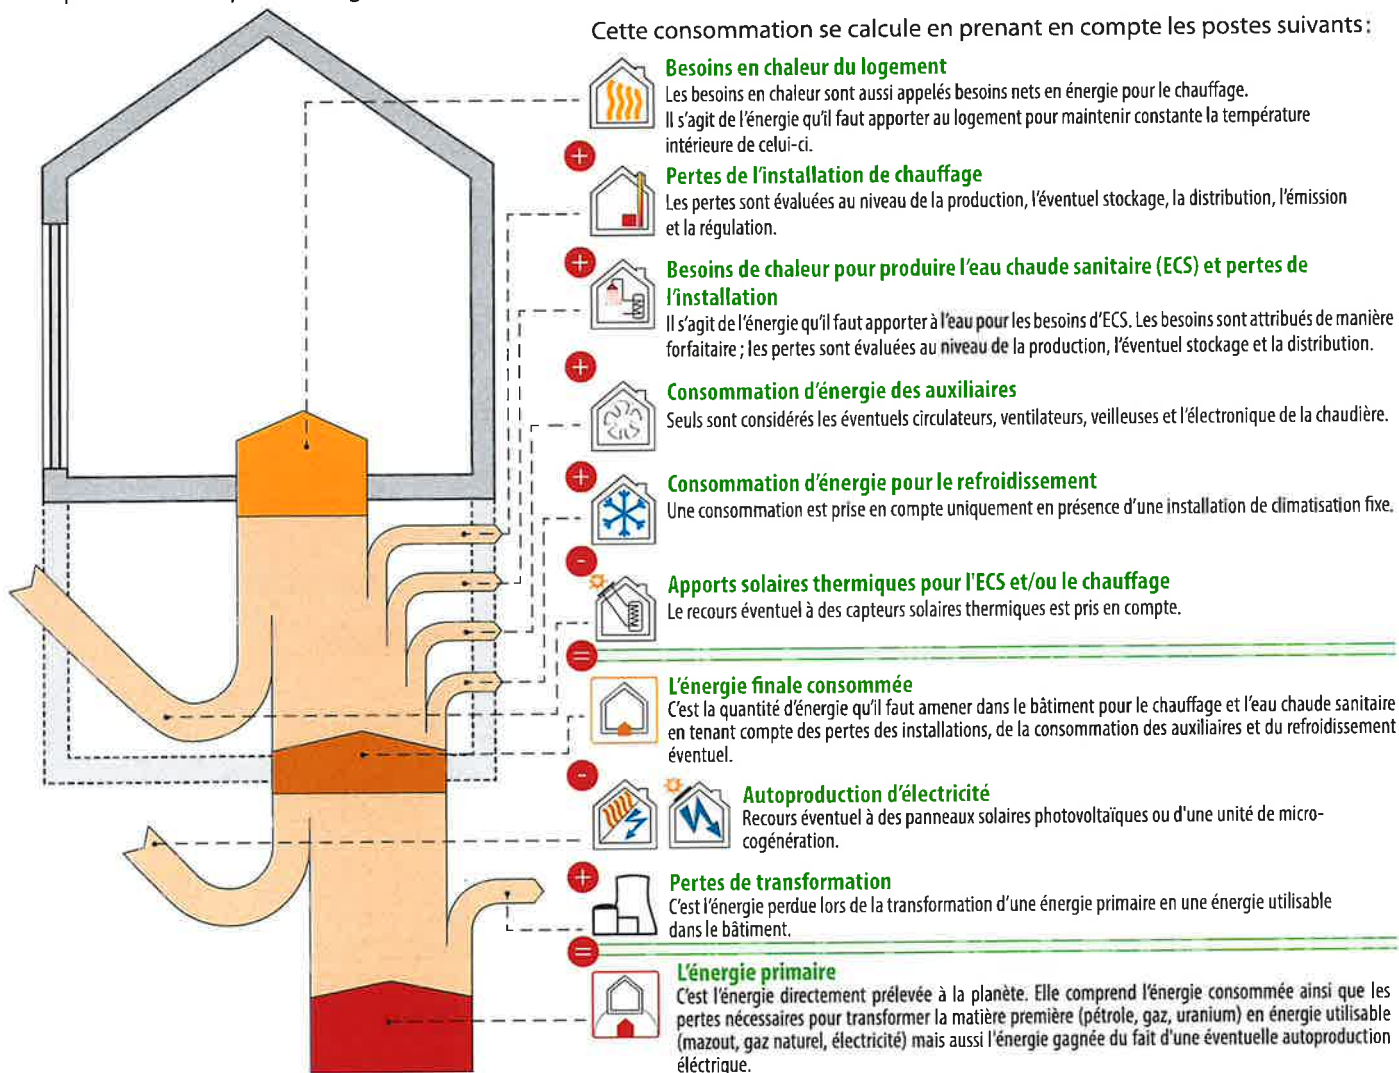 Cette consommation se calcule en prenant en compte les postes suivants :
Besoins en chaleur du logement
Les besoins en chaleur sont aussi appelés besoins nets en énergie pour le chauffage.
Il s'agit de l'énergie qu'il faut apporter au logement pour maintenir constante la température
intérieure de celui-ci.
+
Pertes de l'installation de chauffage
Les pertes sont évaluées au niveau de la production, l'éventuel stockage, la distribution, l'émission
et la régulation.
+
Besoins de chaleur pour produire l'eau chaude sanitaire (ECS) et pertes de
l'installation
Il s'agit de l'énergie qu'il faut apporter à l'eau pour les besoins d'ECS. Les besoins sont attribués de manière
forfaitaire ; les pertes sont évaluées au niveau de la production, l'éventuel stockage et la distribution.
+
Consommation d'énergie des auxiliaires
Seuls sont considérés les éventuels circulateurs, ventilateurs, veilleuses et l'électronique de la chaudière.
+
Consommation d'énergie pour le refroidissement
Une consommation est prise en compte uniquement en présence d'une installation de climatisation fixe.
-
Apports solaires thermiques pour l'ECS et/ou le chauffage
Le recours éventuel à des capteurs solaires thermiques est pris en compte.
=
L'énergie finale consommée
C'est la quantité d'énergie qu'il faut amener dans le bâtiment pour le chauffage et l'eau chaude sanitaire
en tenant compte des pertes des installations, de la consommation des auxiliaires et du refroidissement
éventuel.
-
Autoproduction d'électricité
Recours éventuel à des panneaux solaires photovoltaïques ou d'une unité de micro-
cogénération.
+
Pertes de transformation
C'est l'énergie perdue lors de la transformation d'une énergie primaire en une énergie utilisable
dans le bâtiment.
=
L'énergie primaire
C'est l'énergie directement prélevée à la planète. Elle comprend l'énergie consommée ainsi que les
pertes nécessaires pour transformer la matière première (pétrole, gaz, uranium) en énergie utilisable
(mazout, gaz naturel, électricité) mais aussi l'énergie gagnée du fait d'une éventuelle autoproduction
éléctrique.